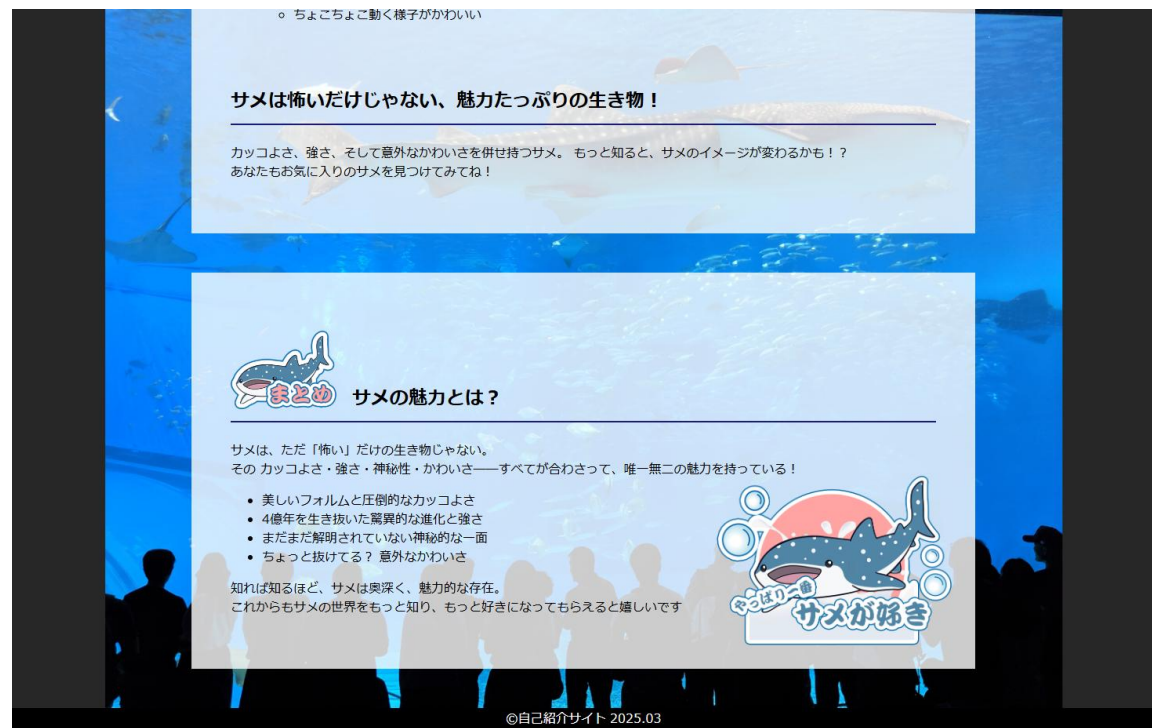 ちょこちょこ動く様子がかわいい
サメは怖いだけじゃない、魅力たっぷりの生き物！
カッコよさ、強さ、そして意外なかわいさを併せ持つサメ。 もっと知ると、サメのイメージが変わるかも！？
あなたもお気に入りのサメを見つけてみてね！
まとめ
サメの魅力とは？
サメは、ただ「怖い」だけの生き物じゃない。
その カッコよさ・強さ・神秘性・かわいさ――すべてが合わさって、唯一無二の魅力を持っている！
美しいフォルムと圧倒的なカッコよさ
4億年を生き抜いた驚異的な進化と強さ
まだまだ解明されていない神秘的な一面
ちょっと抜けてる？ 意外なかわいさ
知れば知るほど、サメは奥深く、魅力的な存在。
これからもサメの世界をもっと知り、もっと好きになってもらえると嬉しいです
やっぱり一番
サメが好き
©自己紹介サイト 2025.03